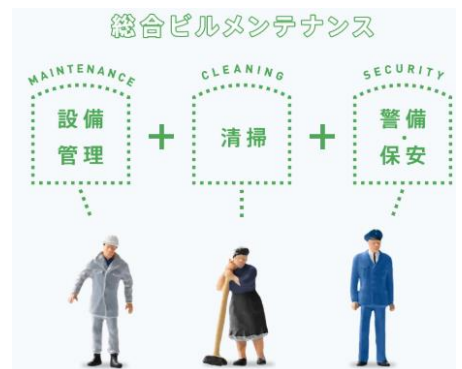 総合ビルメンテナンス
MAINTENANCE
設備
管理
+
CLEANING
清掃
+
SECURITY
警備
・
保安